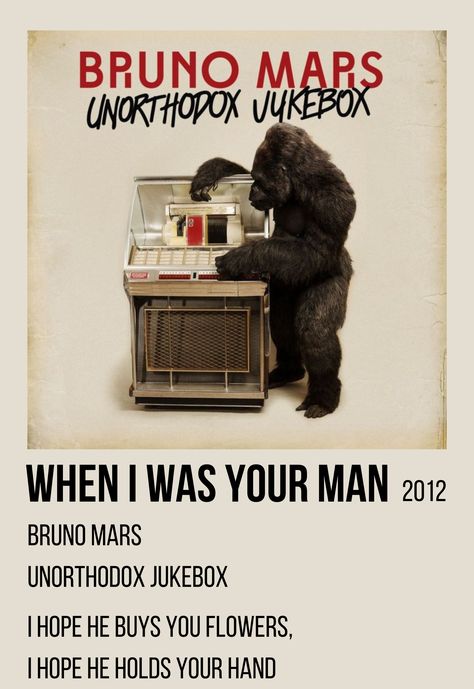 BRUNO MARS
UNORTHODOX JUKEBOX
WHEN I WAS YOUR MAN 2012
BRUNO MARS
UNORTHODOX JUKEBOX
I HOPE HE BUYS YOU FLOWERS,
I HOPE HE HOLDS YOUR HAND